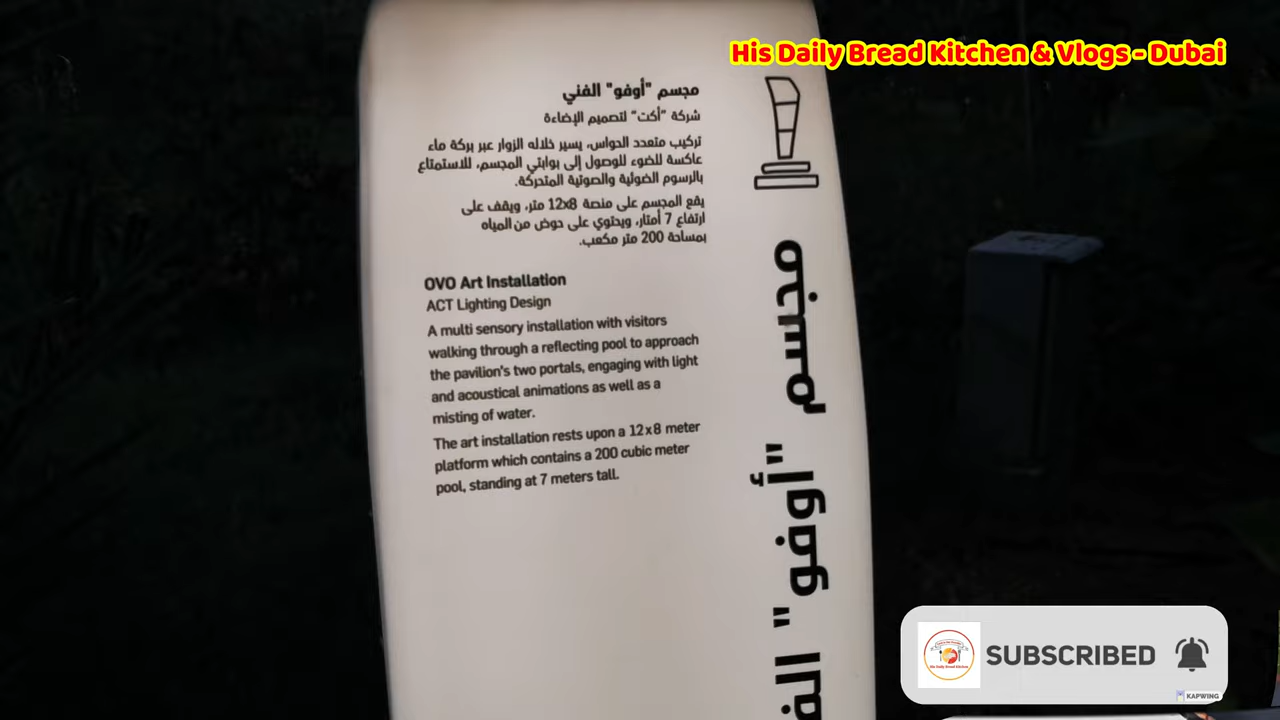 His Daily Bread Kitchen & Vlogs - Dubai
مجسم "أوفو" الفني
شركة "أكت" لتصميم الإضاءة
تركيب متعدد الحواس، يسير خلاله الزوار عبر بركة ماء
عاكسة للضوء للوصول إلى بوابتي المجسم، للاستمتاع
بالرسوم الضوئية والصوتية المتحركة.
يقع المجسم على منصة 12x8 متر، ويقف على
ارتفاع 7 أمتار، ويحتوي على حوض من المياه
بمساحة 200 متر مكعب.
OVO Art Installation
ACT Lighting Design
A multi sensory installation with visitors
walking through a reflecting pool to approach
the pavilion's two portals, engaging with light
and acoustical animations as well as a
misting of water.
The art installation rests upon a 12x8 meter
platform which contains a 200 cubic meter
pool, standing at 7 meters tall.
مجسم "أوفو" الف
SUBSCRIBED
KAPWING